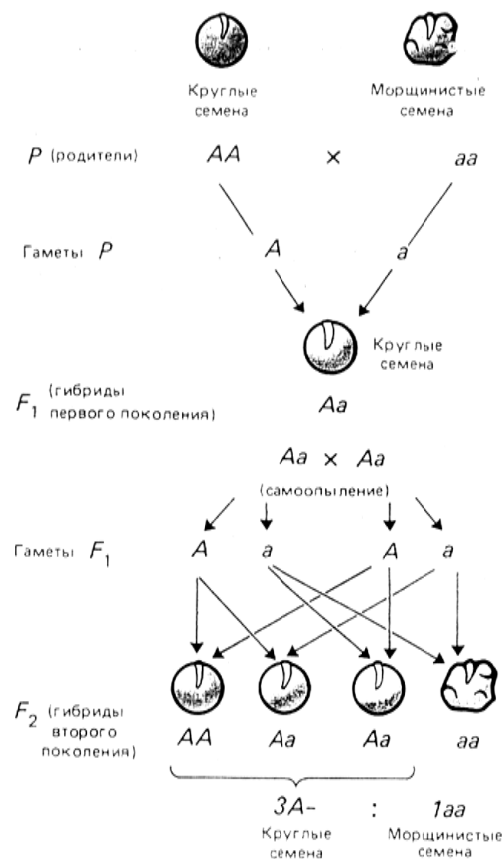 Круглые семена
Морщинистые семена
P (родители) AA × aa
Гаметы P A a
Круглые семена
F₁ (гибриды первого поколения) Aa
Aa × Aa
(самоопыление)
Гаметы F₁ A a A a
F₂ (гибриды второго поколения) AA Aa Aa aa
3A– : 1aa
Круглые семена
Морщинистые семена